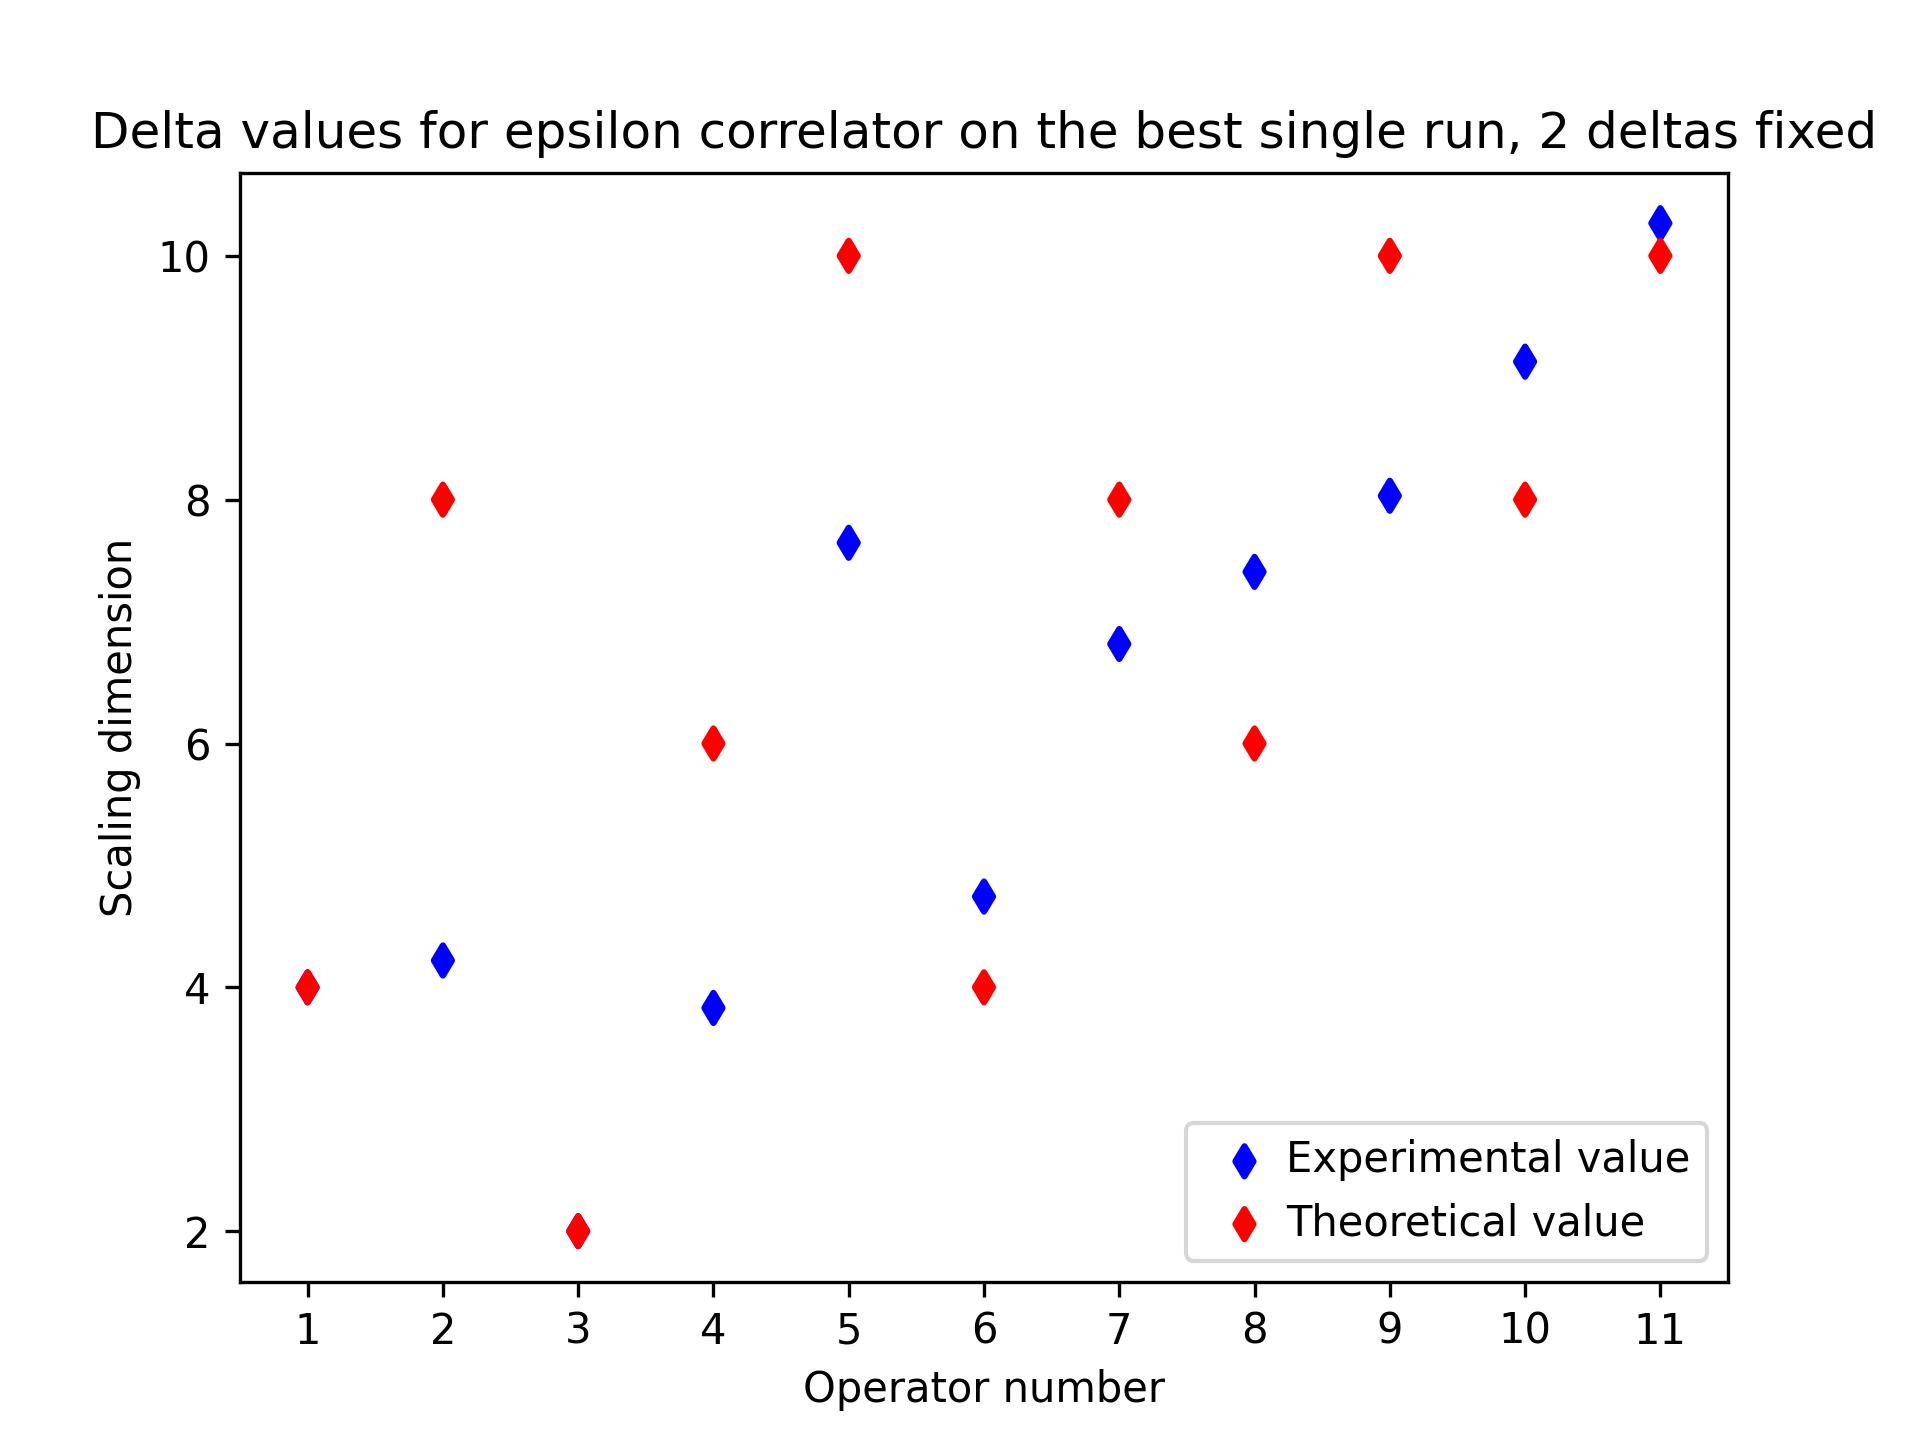 Delta values for epsilon correlator on the best single run, 2 deltas fixed
10
8
6
4
2
Scaling dimension
Experimental value
Theoretical value
1 2 3 4 5 6 7 8 9 10 11
Operator number